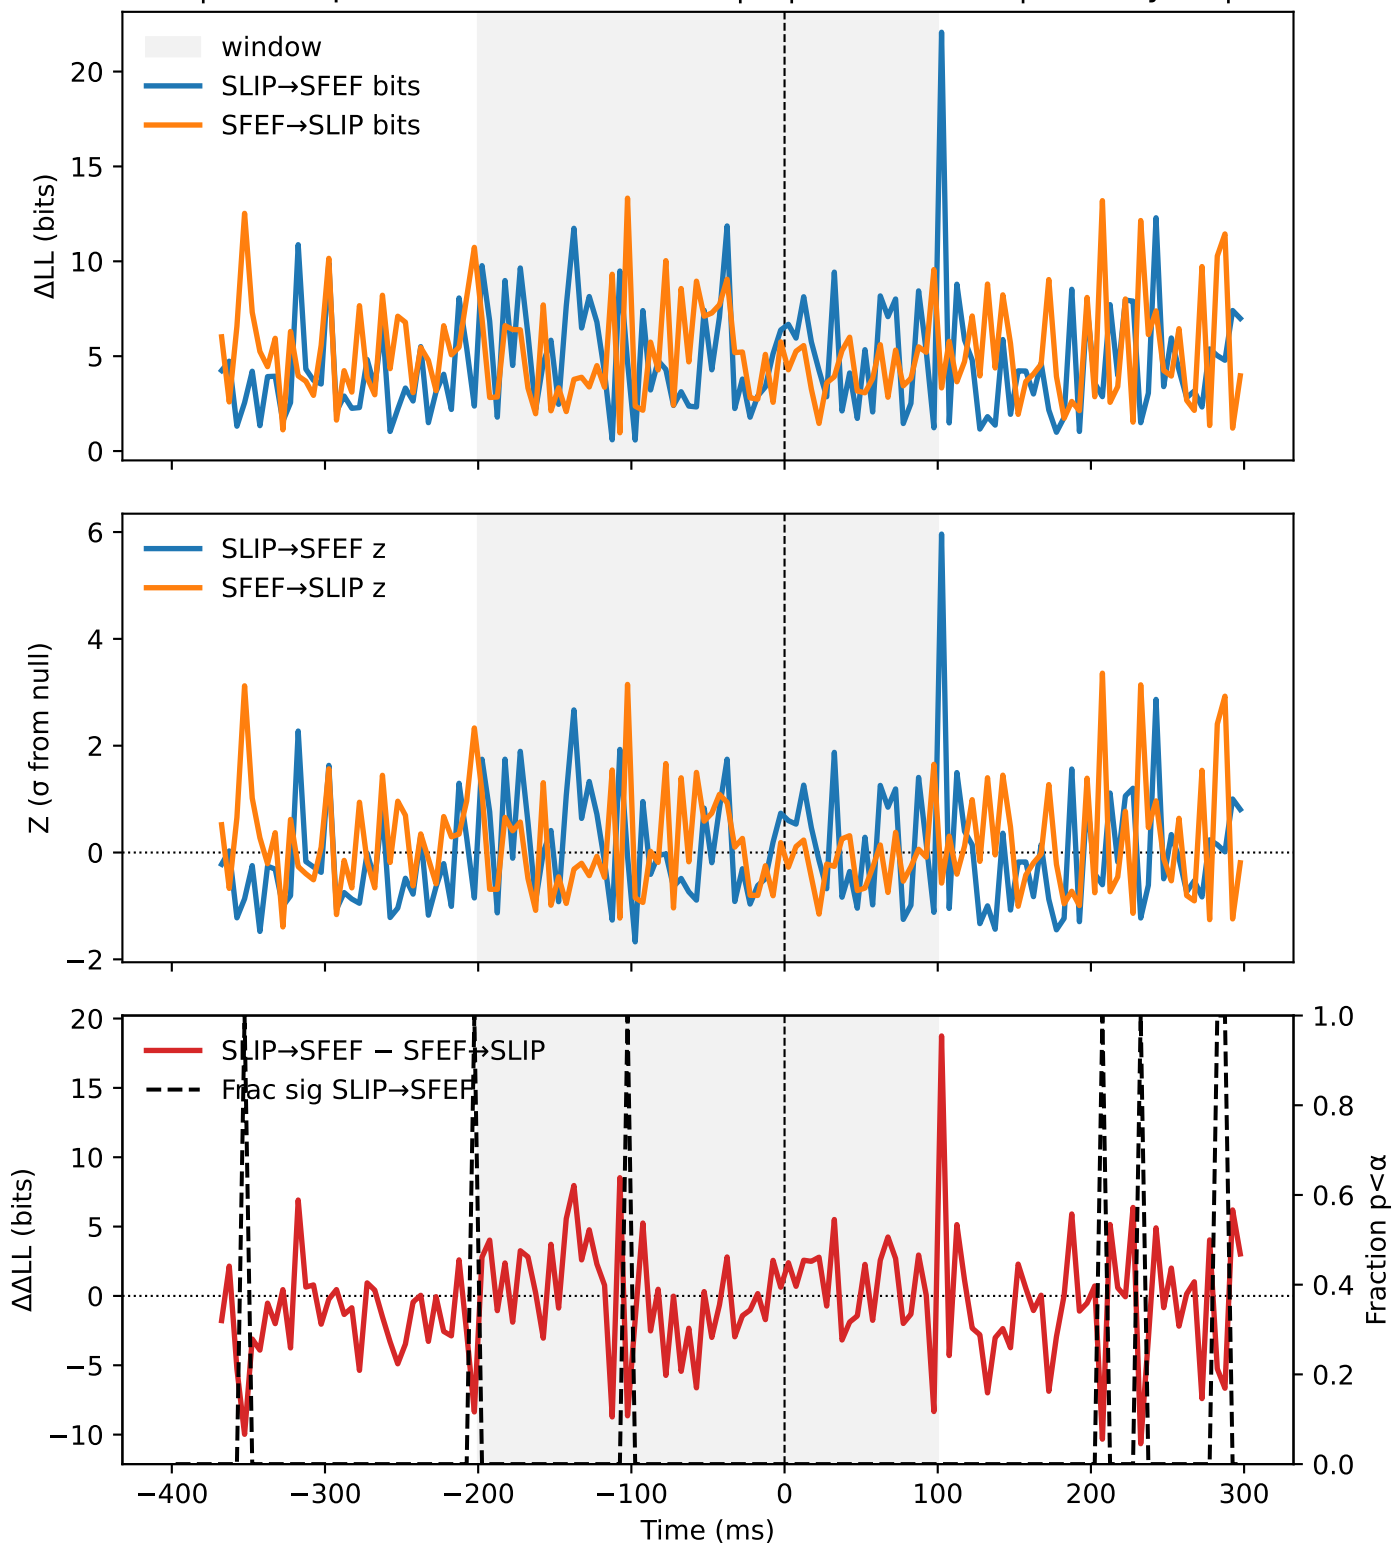 20
15
10
5
0
ΔLL (bits)
window
SLIP→SFEF bits
SFEF→SLIP bits
6
4
2
0
−2
Z (σ from null)
SLIP→SFEF z
SFEF→SLIP z
20
15
10
5
0
−5
−10
ΔΔLL (bits)
SLIP→SFEF − SFEF→SLIP
Frac sig SLIP→SFEF
1.0
0.8
0.6
0.4
0.2
0.0
Fraction p<α
−400 −300 −200 −100 0 100 200 300
Time (ms)